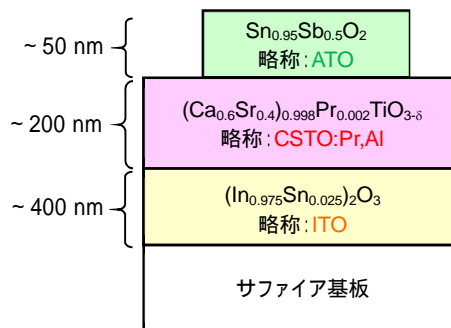 ~ 50 nm
Sn0.95Sb0.5O2
略称：ATO
~ 200 nm
(Ca0.6Sr0.4)0.998Pr0.002TiO3-δ
略称：CSTO:Pr,Al
~ 400 nm
(In0.975Sn0.025)2O3
略称：ITO
サファイア基板